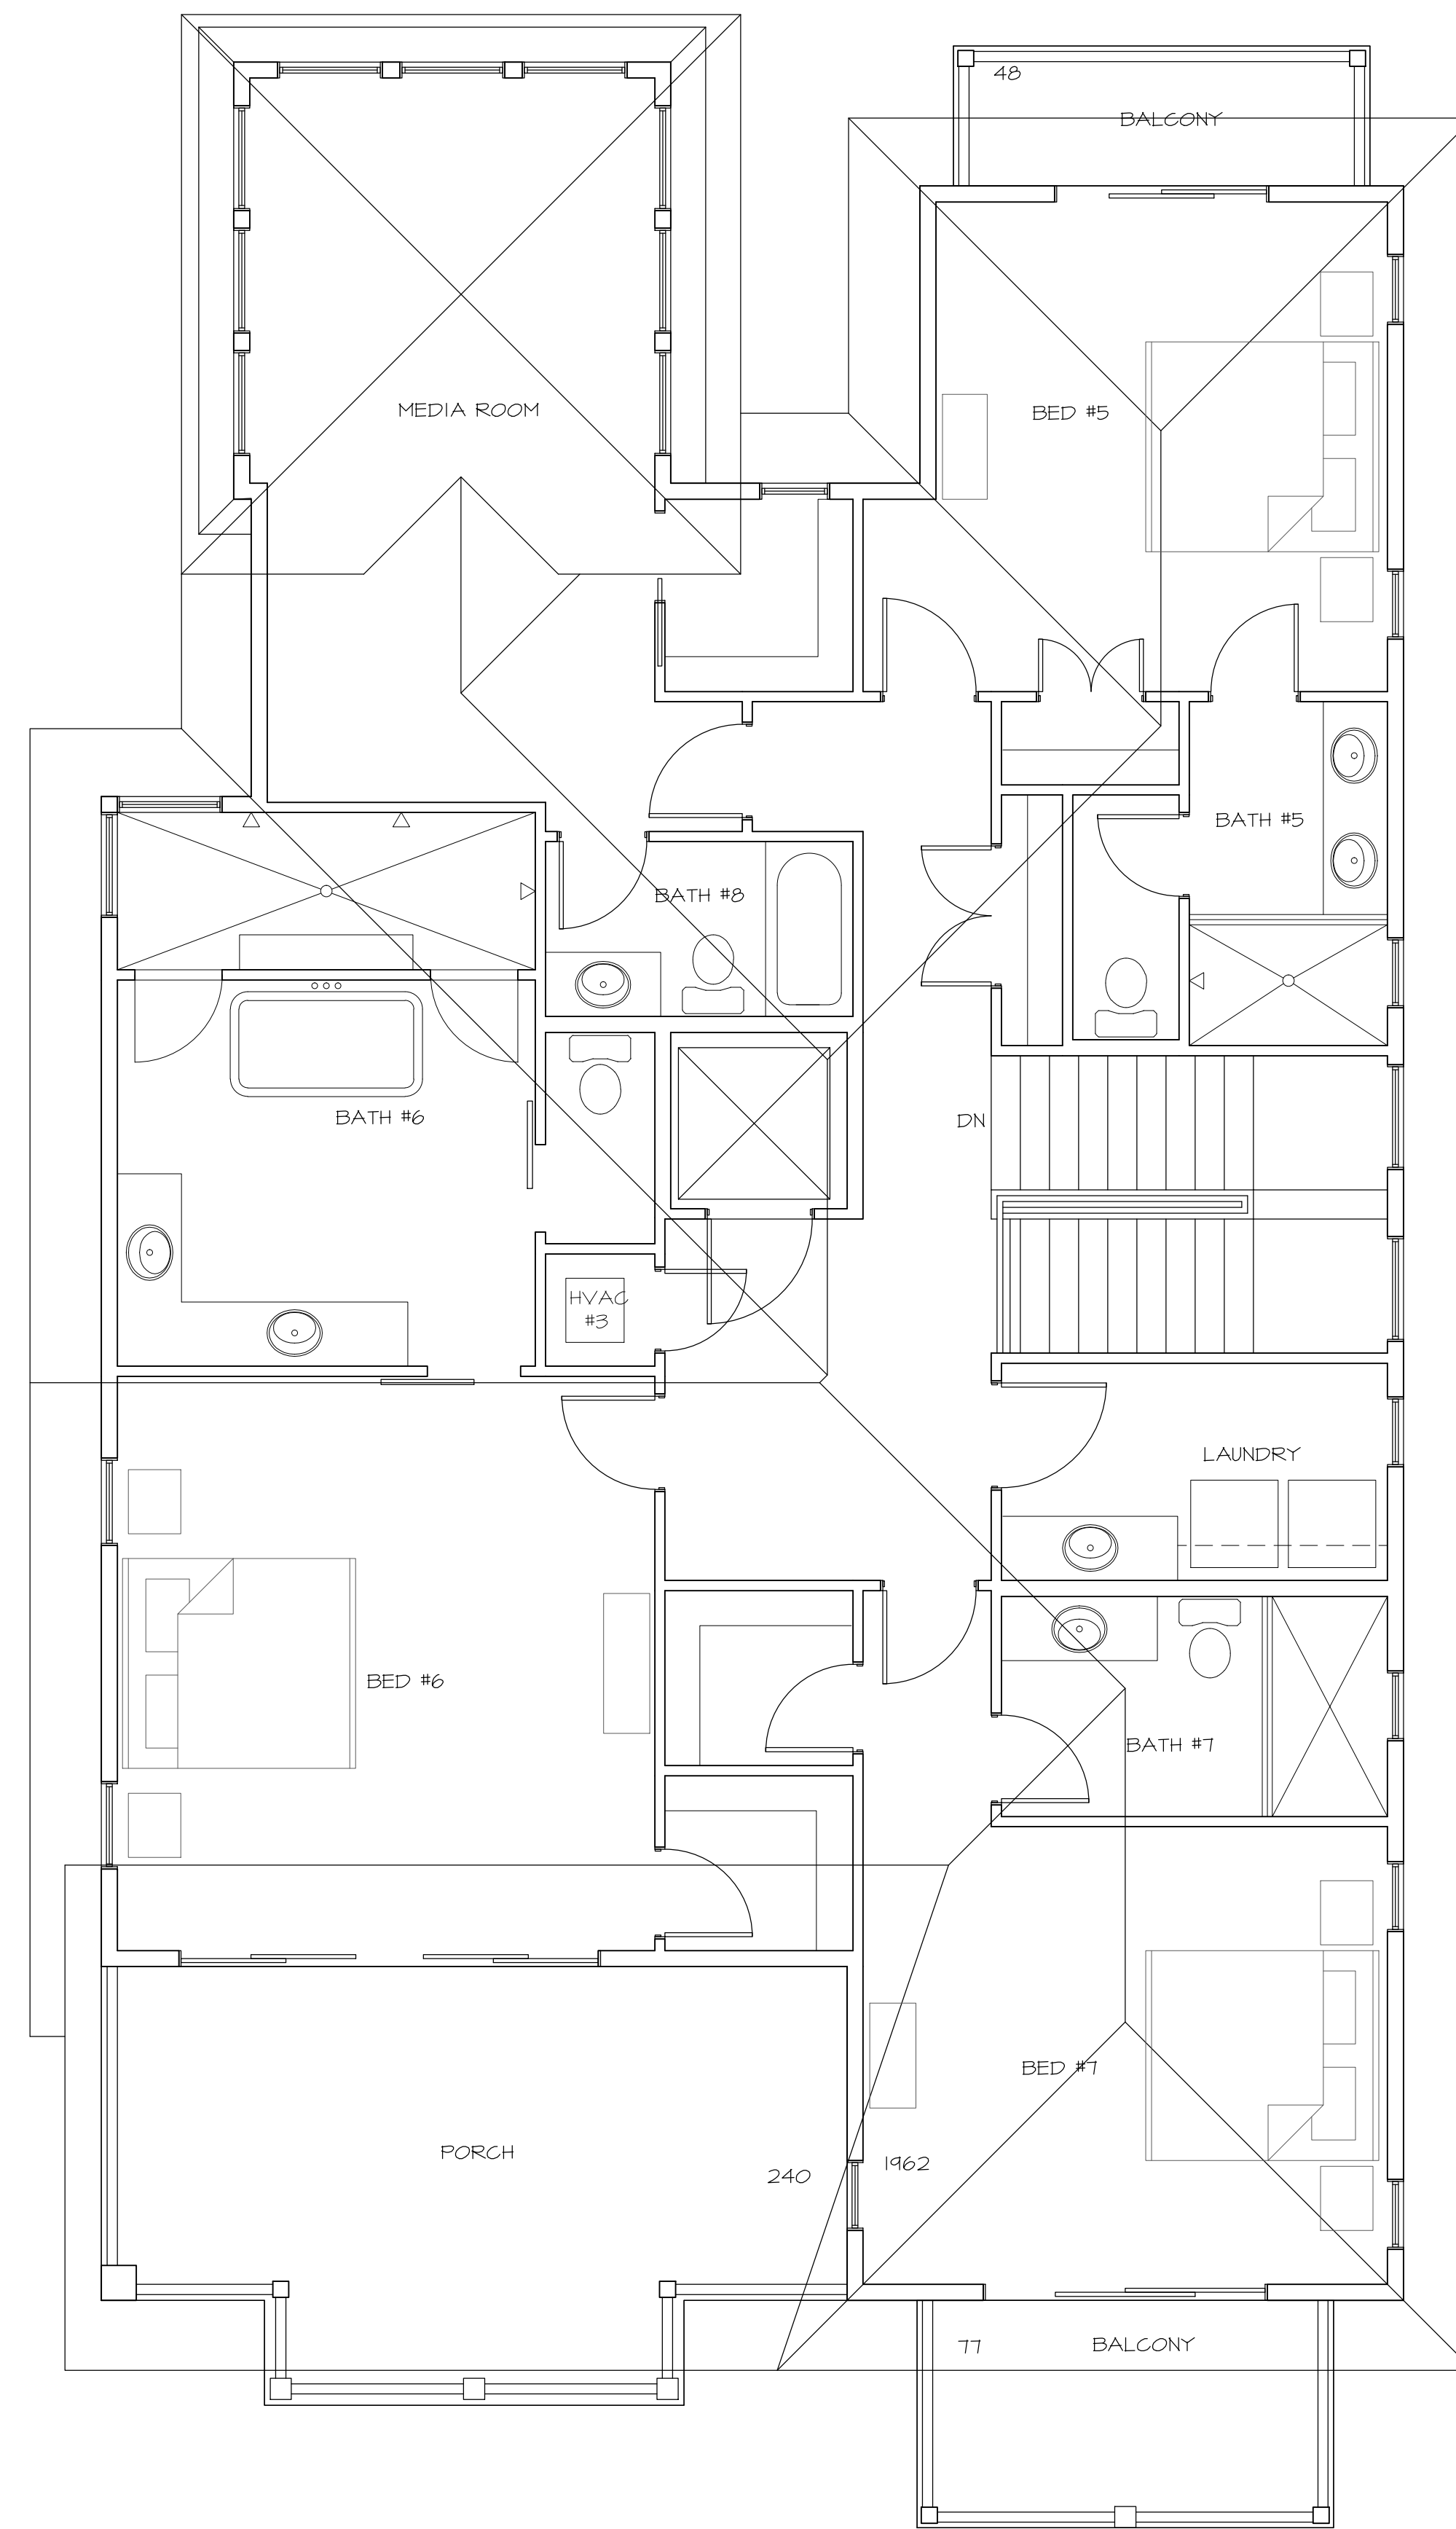 48
BALCONY
MEDIA ROOM
BED #5
BATH #5
BATH #8
BATH #6
DN
HVAC
#3
LAUNDRY
BED #6
BATH #7
BED #7
PORCH
240
1962
77
BALCONY